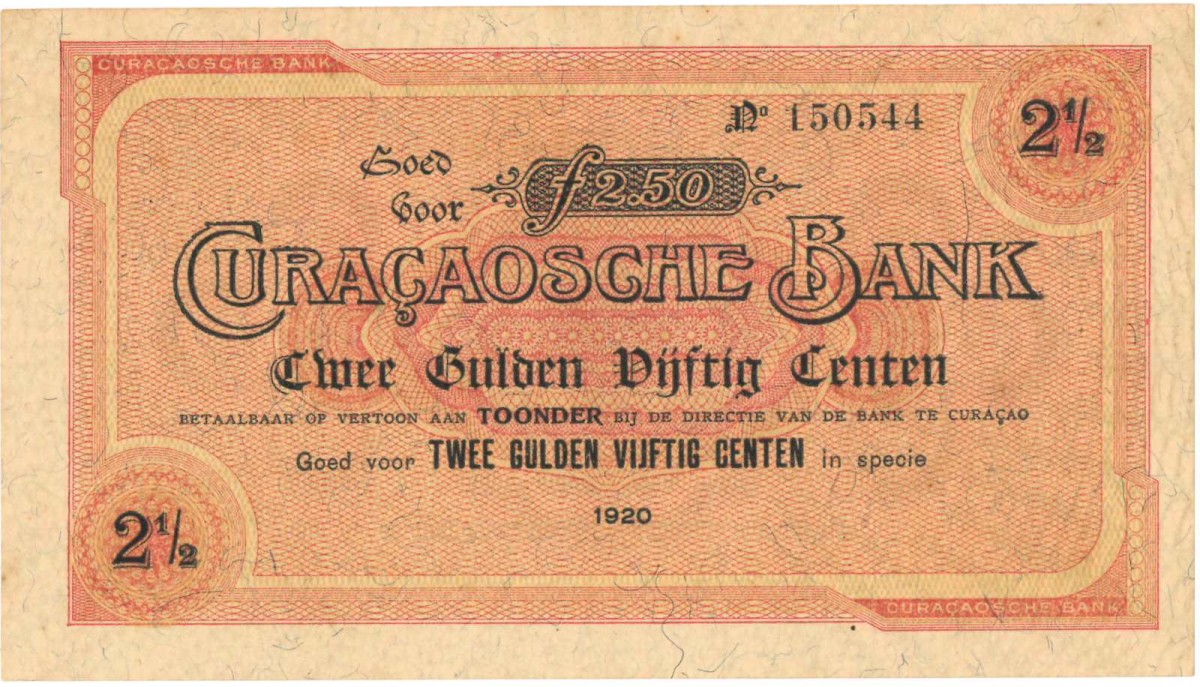 CURAÇAOSCHE BANK
Nº 150544
2½
Goed
voor
ƒ 2.50
CURAÇAOSCHE BANK
Twee Gulden Vijftig Centen
BETAALBAAR OP VERTOON AAN TOONDER BIJ DE DIRECTIE VAN DE BANK TE CURAÇAO
Goed voor TWEE GULDEN VIJFTIG CENTEN in specie
1920
2½
CURAÇAOSCHE BANK